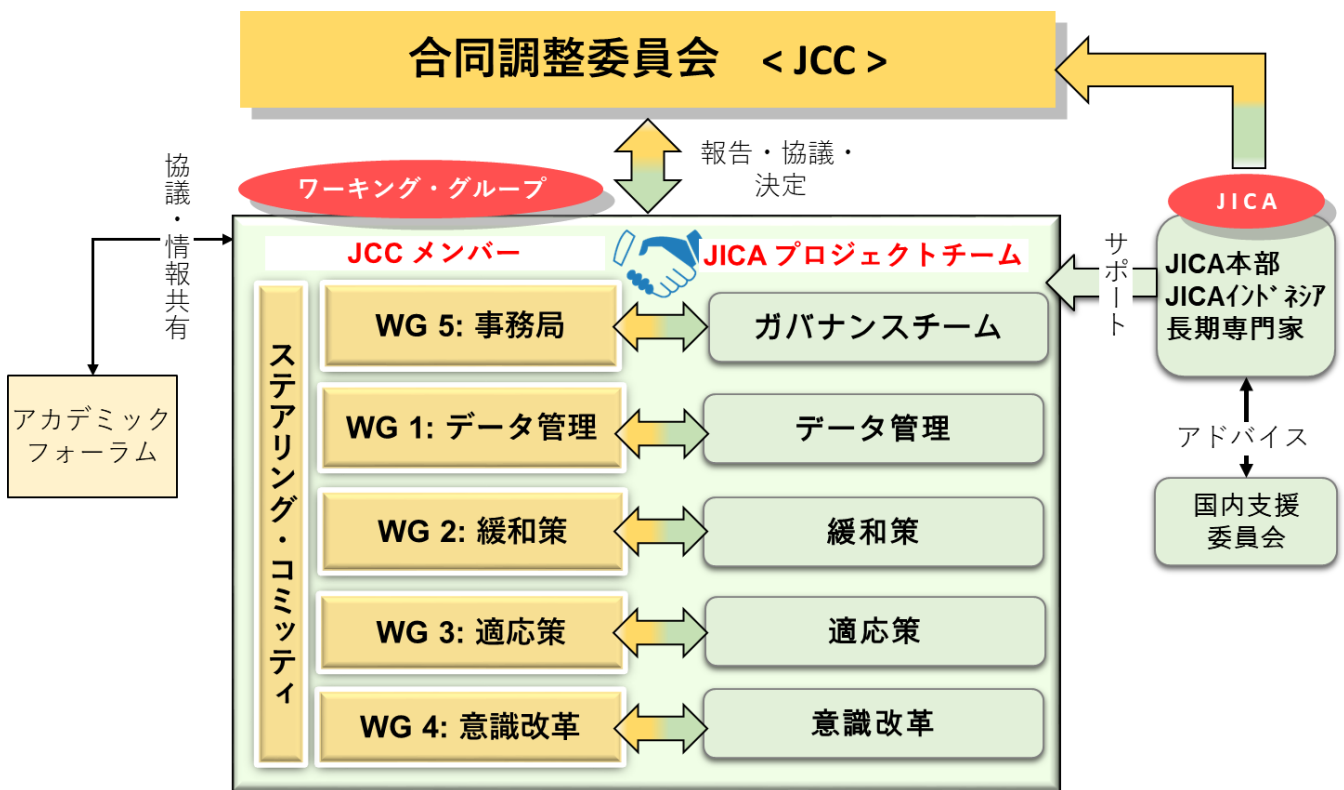 合同調整委員会 < JCC >
報告・協議・
決定
協議・情報共有
ワーキング・グループ
JICA
JCC メンバー
JICA プロジェクトチーム
サポート
JICA本部
JICAｲﾝﾄﾞﾈｼｱ
長期専門家
ステアリング・コミッティ
WG 5: 事務局
ガバナンスチーム
アカデミック
フォーラム
WG 1: データ管理
データ管理
アドバイス
WG 2: 緩和策
緩和策
国内支援
委員会
WG 3: 適応策
適応策
WG 4: 意識改革
意識改革